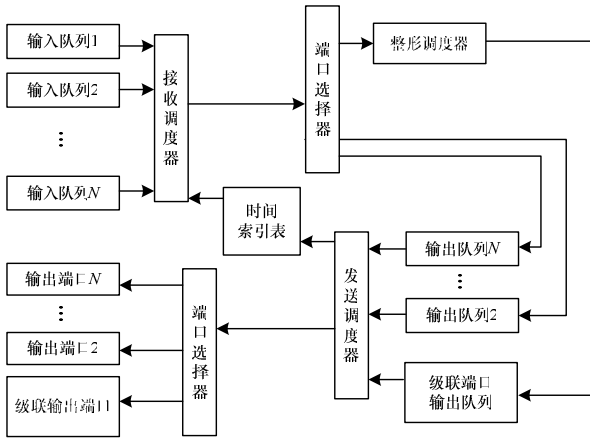 输入队列1
输入队列2
...
输入队列N
接收调度器
端口选择器
整形调度器
时间
索引表
输出队列N
...
输出队列2
级联端口
输出队列
发送调度器
端口选择器
输出端口N
...
输出端口2
级联输出端口